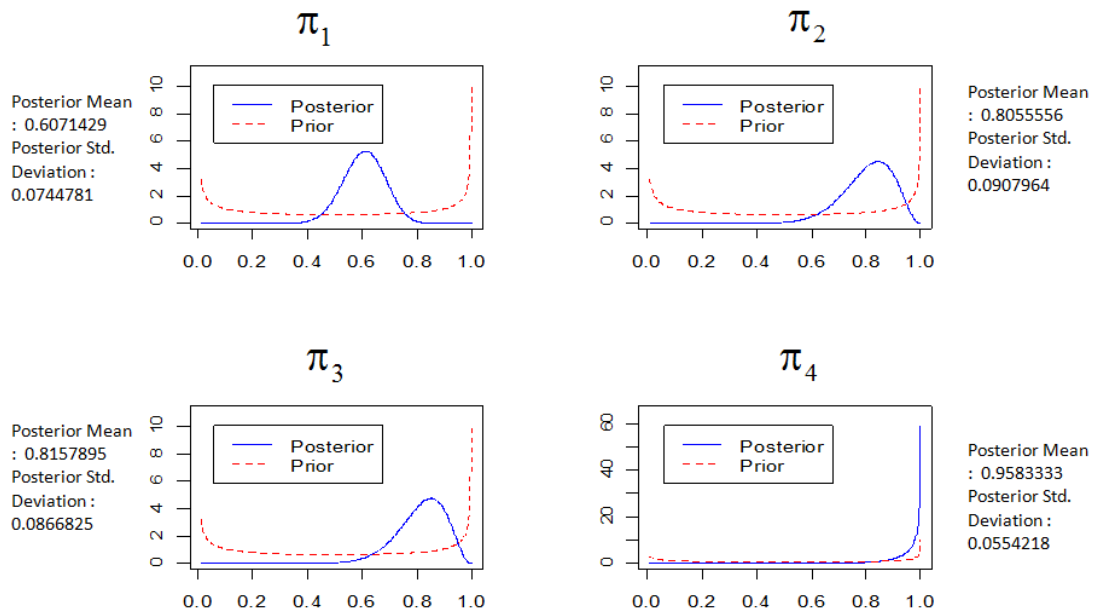 π1
π2
Posterior Mean
: 0.6071429
Posterior Std.
Deviation :
0.0744781
10
8
6
4
2
0
Posterior
Prior
0.0 0.2 0.4 0.6 0.8 1.0
10
8
6
4
2
0
Posterior
Prior
0.0 0.2 0.4 0.6 0.8 1.0
Posterior Mean
: 0.8055556
Posterior Std.
Deviation :
0.0907964
π3
π4
Posterior Mean
: 0.8157895
Posterior Std.
Deviation :
0.0866825
10
8
6
4
2
0
Posterior
Prior
0.0 0.2 0.4 0.6 0.8 1.0
60
40
20
0
Posterior
Prior
0.0 0.2 0.4 0.6 0.8 1.0
Posterior Mean
: 0.9583333
Posterior Std.
Deviation :
0.0554218